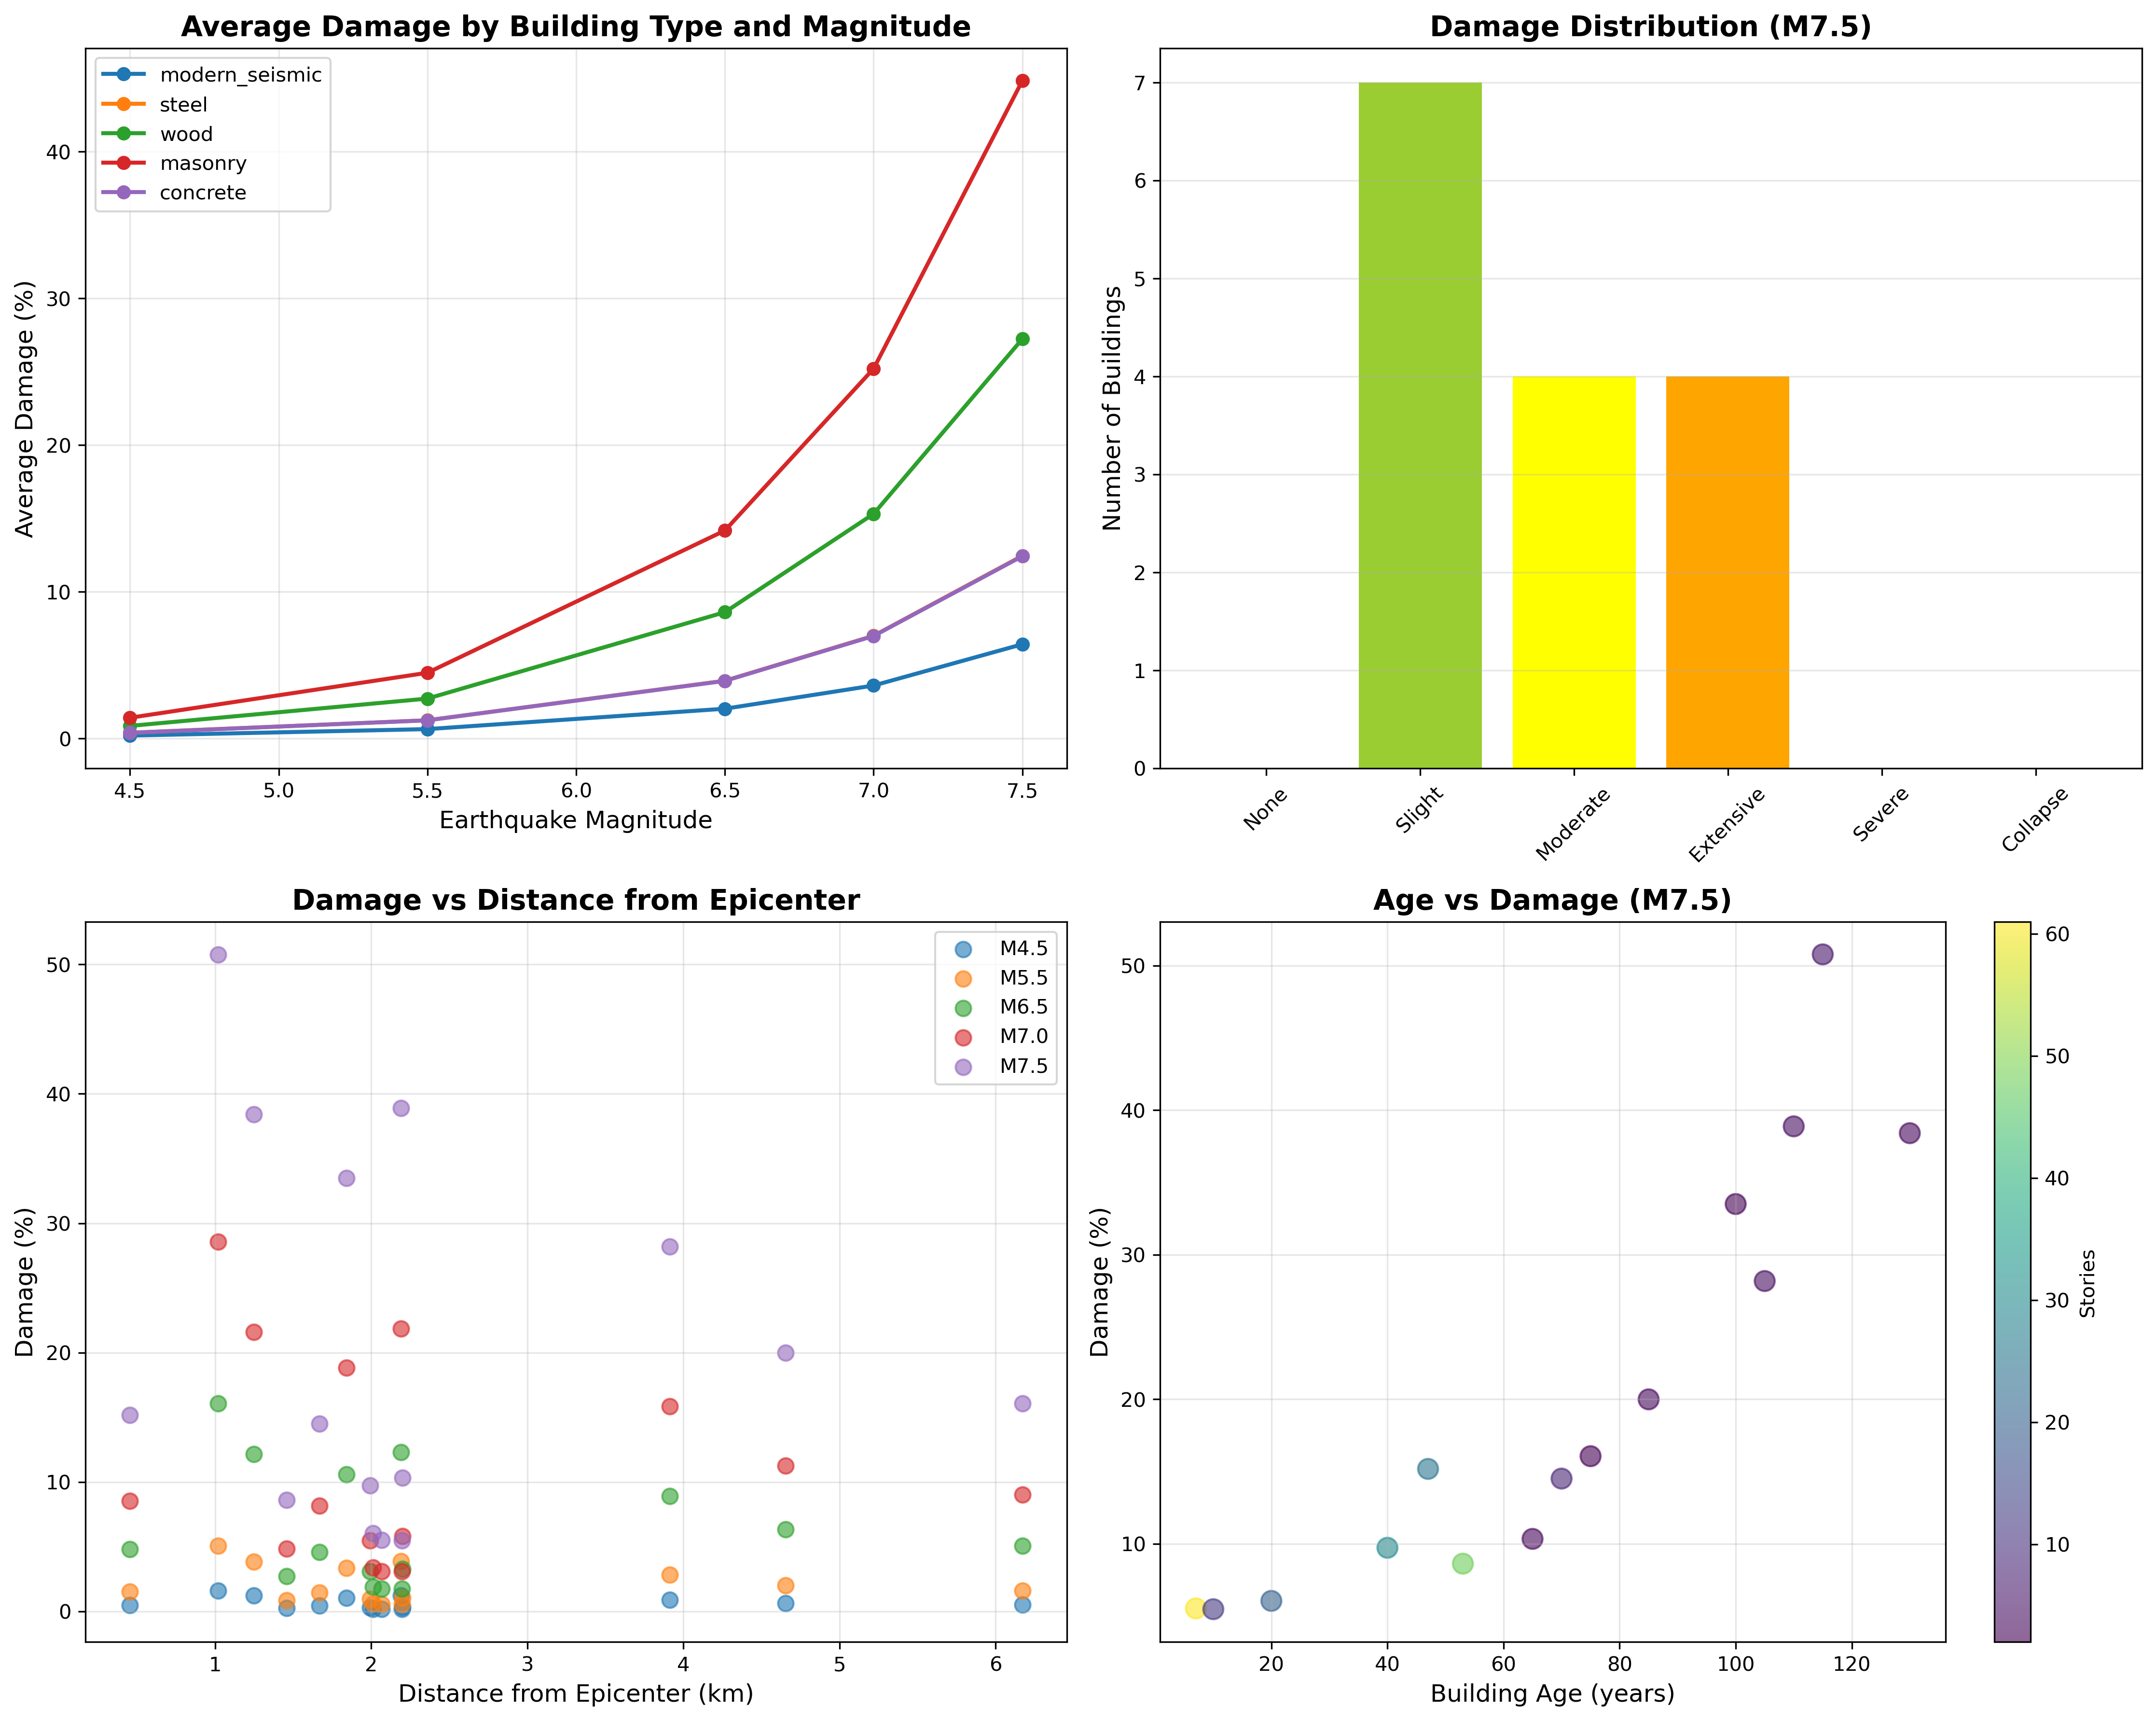 Average Damage by Building Type and Magnitude
modern_seismic
steel
wood
masonry
concrete
40
30
20
10
0
Average Damage (%)
4.5 5.0 5.5 6.0 6.5 7.0 7.5
Earthquake Magnitude
Damage Distribution (M7.5)
7
6
5
4
3
2
1
0
Number of Buildings
None Slight Moderate Extensive Severe Collapse
Damage vs Distance from Epicenter
M4.5
M5.5
M6.5
M7.0
M7.5
50
40
30
20
10
0
Damage (%)
1 2 3 4 5 6
Distance from Epicenter (km)
Age vs Damage (M7.5)
50
40
30
20
10
Damage (%)
20 40 60 80 100 120
Building Age (years)
60
50
40
30
20
10
Stories